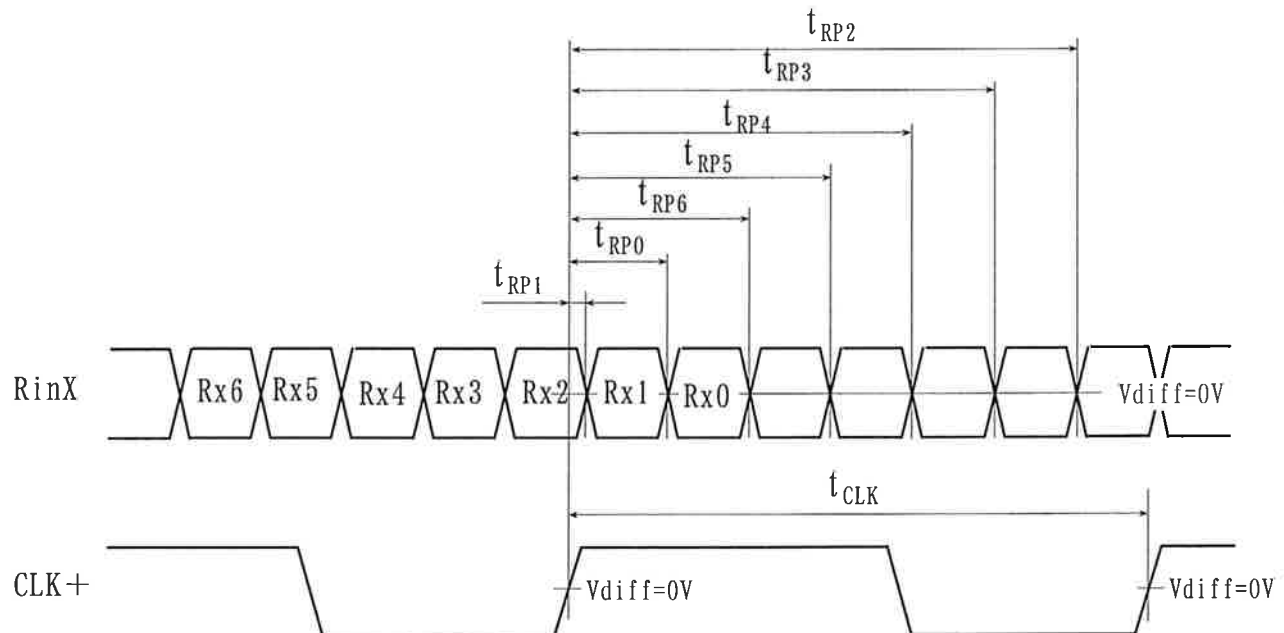 tRP2
tRP3
tRP4
tRP5
tRP6
tRP0
tRP1
RinX Rx6 Rx5 Rx4 Rx3 Rx2 Rx1 Rx0 Vdiff=0V
tCLK
CLK+ Vdiff=0V Vdiff=0V